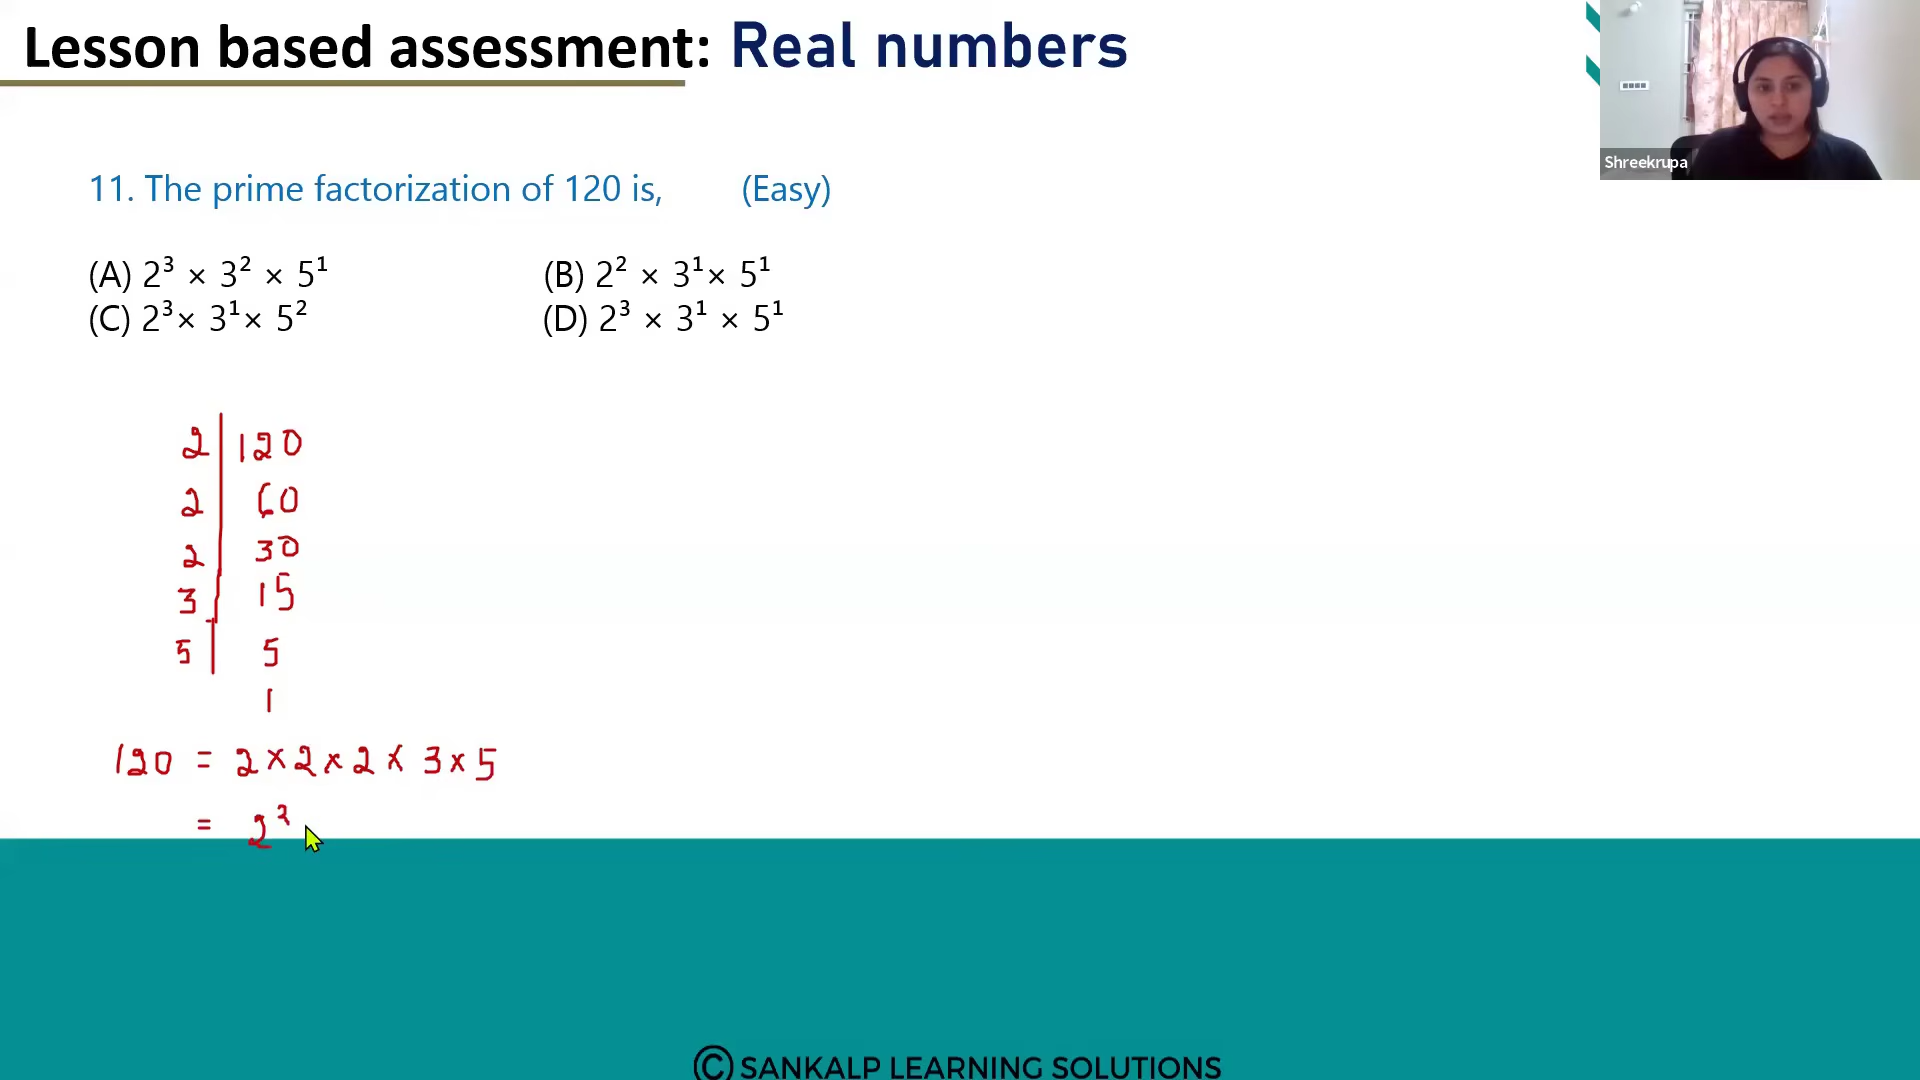 Lesson based assessment: Real numbers
Shreekrupa
11. The prime factorization of 120 is, (Easy)
(A) 2³ × 3² × 5¹ (B) 2² × 3¹× 5¹
(C) 2³× 3¹× 5² (D) 2³ × 3¹ × 5¹
2 | 120
2 | 60
2 | 30
3 | 15
5 | 5
1
120 = 2 × 2 × 2 × 3 × 5
= 2³
© SANKALP LEARNING SOLUTIONS